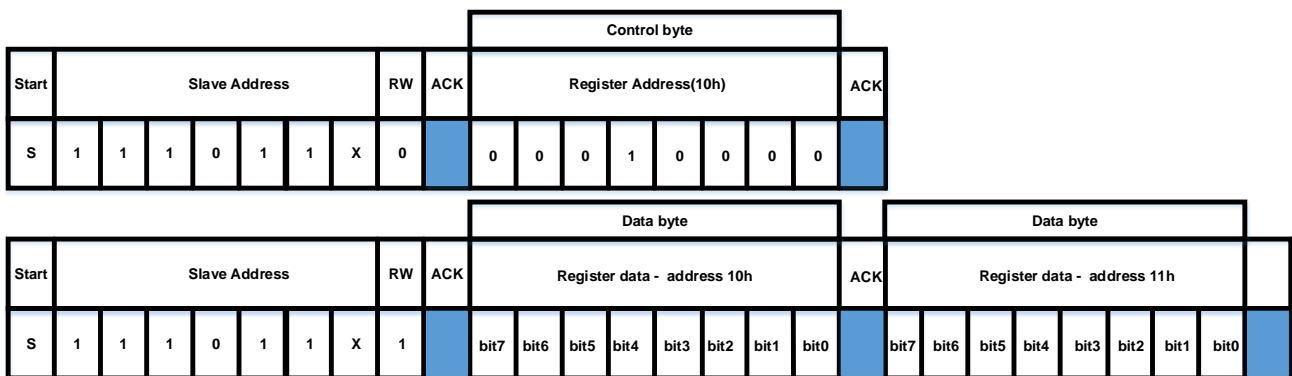 Control byte
Start Slave Address RW ACK Register Address(10h) ACK
S 1 1 1 0 1 1 X 0 0 0 0 1 0 0 0 0
Data byte Data byte
Start Slave Address RW ACK Register data - address 10h ACK Register data - address 11h
S 1 1 1 0 1 1 X 1 bit7 bit6 bit5 bit4 bit3 bit2 bit1 bit0 bit7 bit6 bit5 bit4 bit3 bit2 bit1 bit0